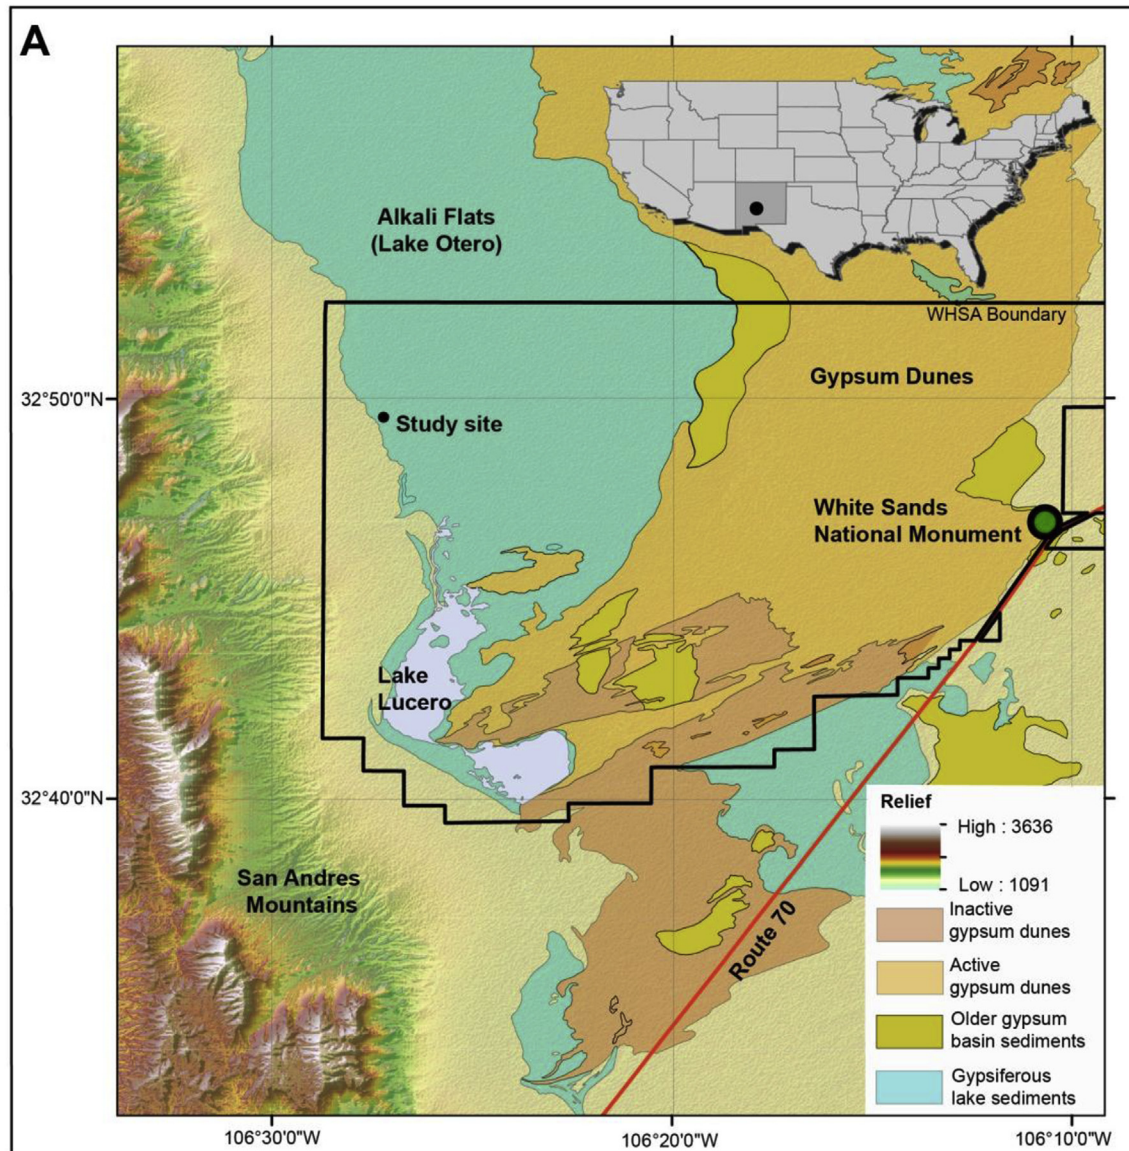 A
Alkali Flats
(Lake Otero)
WHSA Boundary
Gypsum Dunes
32°50'0"N
Study site
White Sands
National Monument
Lake
Lucero
32°40'0"N
Relief
High : 3636
Low : 1091
San Andres
Mountains
Inactive
gypsum dunes
Route 70
Active
gypsum dunes
Older gypsum
basin sediments
Gypsiferous
lake sediments
106°30'0"W
106°20'0"W
106°10'0"W